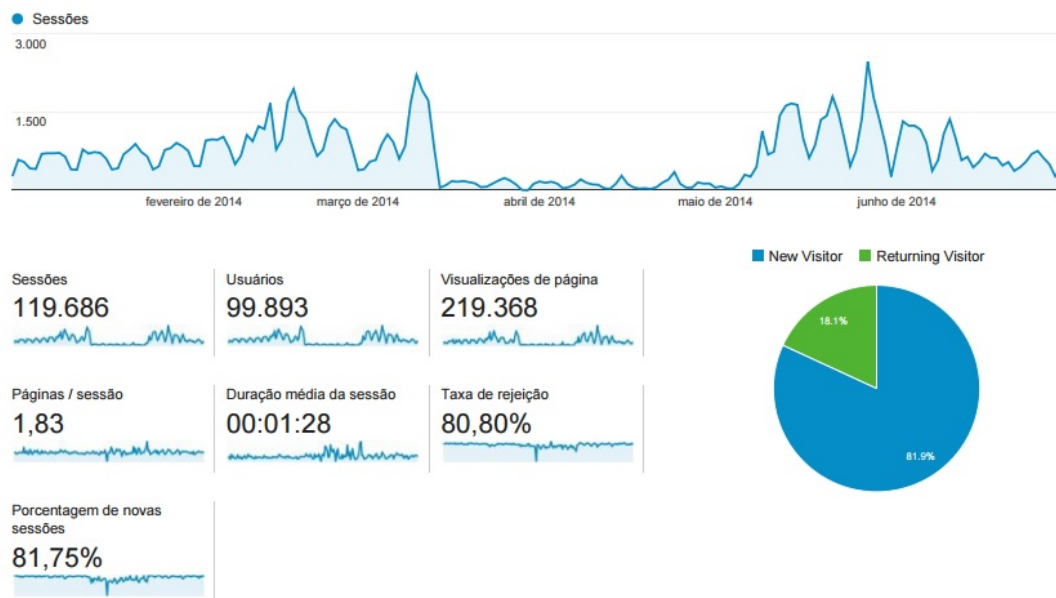 Sessões
3.000
1.500
fevereiro de 2014
março de 2014
abril de 2014
maio de 2014
junho de 2014
New Visitor
Returning Visitor
18.1%
81.9%
Sessões
119.686
Usuários
99.893
Visualizações de página
219.368
Páginas / sessão
1,83
Duração média da sessão
00:01:28
Taxa de rejeição
80,80%
Porcentagem de novas
sessões
81,75%